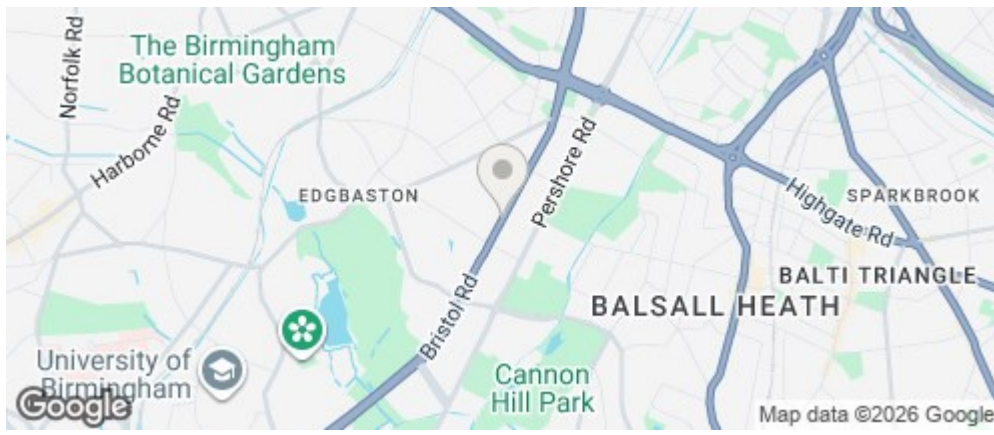 Norfolk Rd
The Birmingham
Botanical Gardens
Harborne Rd
EDGBASTON
Pershore Rd
Highgate Rd
SPARKBROOK
BALTI TRIANGLE
BALSALL HEATH
Bristol Rd
University of
Birmingham
Cannon
Hill Park
Google
Map data ©2026 Google